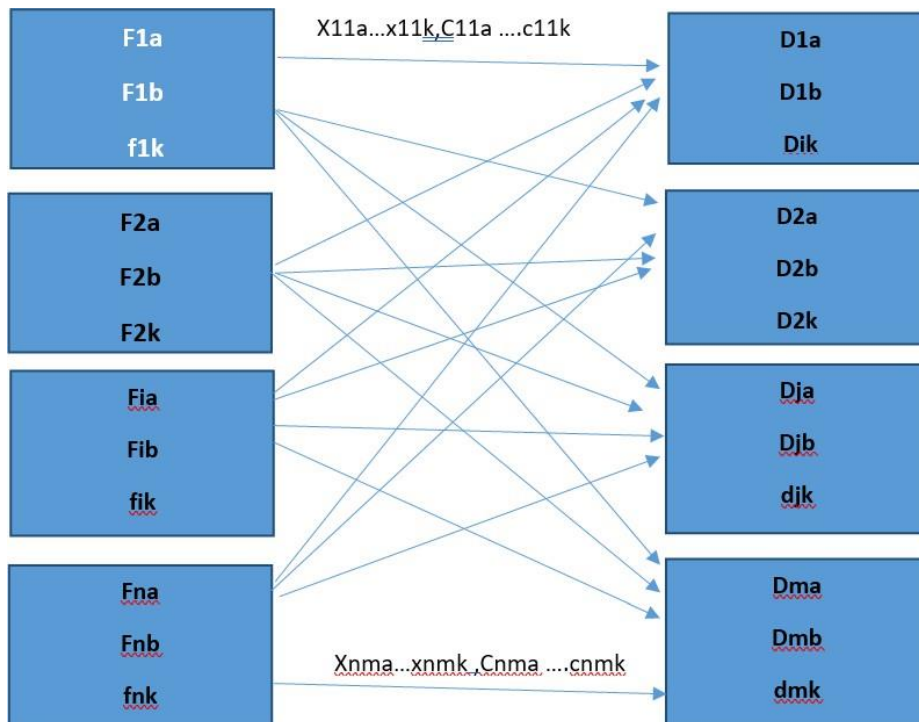 X11a...x11k,C11a ....c11k
F1a
F1b
f1k
D1a
D1b
Dik
F2a
F2b
F2k
D2a
D2b
D2k
Fia
Fib
fik
Dja
Djb
djk
Fna
Fnb
fnk
Dma
Dmb
dmk
Xnma...xnmk ,Cnma ....cnmk